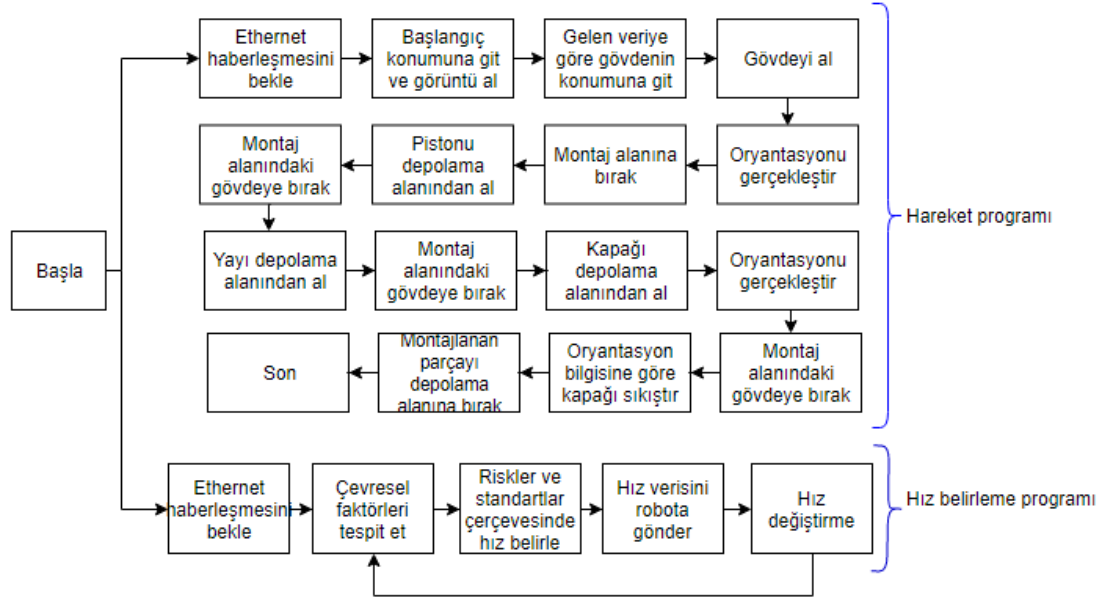 Ethernet
haberleşmesini
bekle
Başlangıç
konumuna git
ve görüntü al
Gelen veriye
göre gövdenin
konumuna git
Gövdeyi al
Oryantasyonu
gerçekleştir
Montaj alanına
bırak
Pistonu
depolama
alanından al
Montaj
alanındaki
gövdeye bırak
Hareket programı
Başla
Yayı depolama
alanından al
Montaj
alanındaki
gövdeye bırak
Kapağı
depolama
alanından al
Oryantasyonu
gerçekleştir
Montaj
alanındaki
gövdeye bırak
Oryantasyon
bilgisine göre
kapağı sıkıştır
Montajlanan
parçayı
depolama
alanına bırak
Son
Ethernet
haberleşmesini
bekle
Çevresel
faktörleri
tespit et
Riskler ve
standartlar
çerçevesinde
hız belirle
Hız verisini
robota
gönder
Hız
değiştirme
Hız belirleme programı